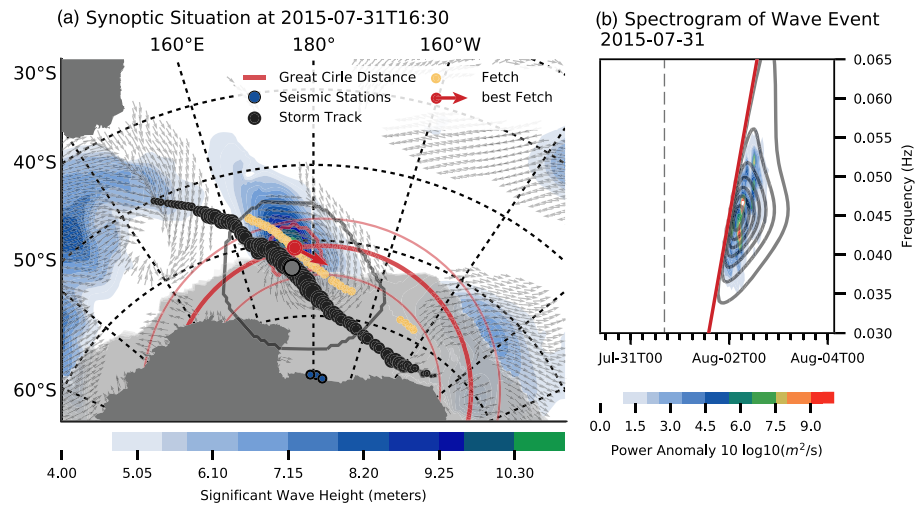 (a) Synoptic Situation at 2015-07-31T16:30
160°E 180° 160°W
30°S
40°S
50°S
60°S
Great Cirle Distance
Seismic Stations
Storm Track
Fetch
best Fetch
4.00 5.05 6.10 7.15 8.20 9.25 10.30
Significant Wave Height (meters)
(b) Spectrogram of Wave Event
2015-07-31
0.065
0.060
0.055
0.050
0.045
0.040
0.035
0.030
Frequency (Hz)
Jul-31T00 Aug-02T00 Aug-04T00
0.0 1.5 3.0 4.5 6.0 7.5 9.0
Power Anomaly 10 log10(m²/s)